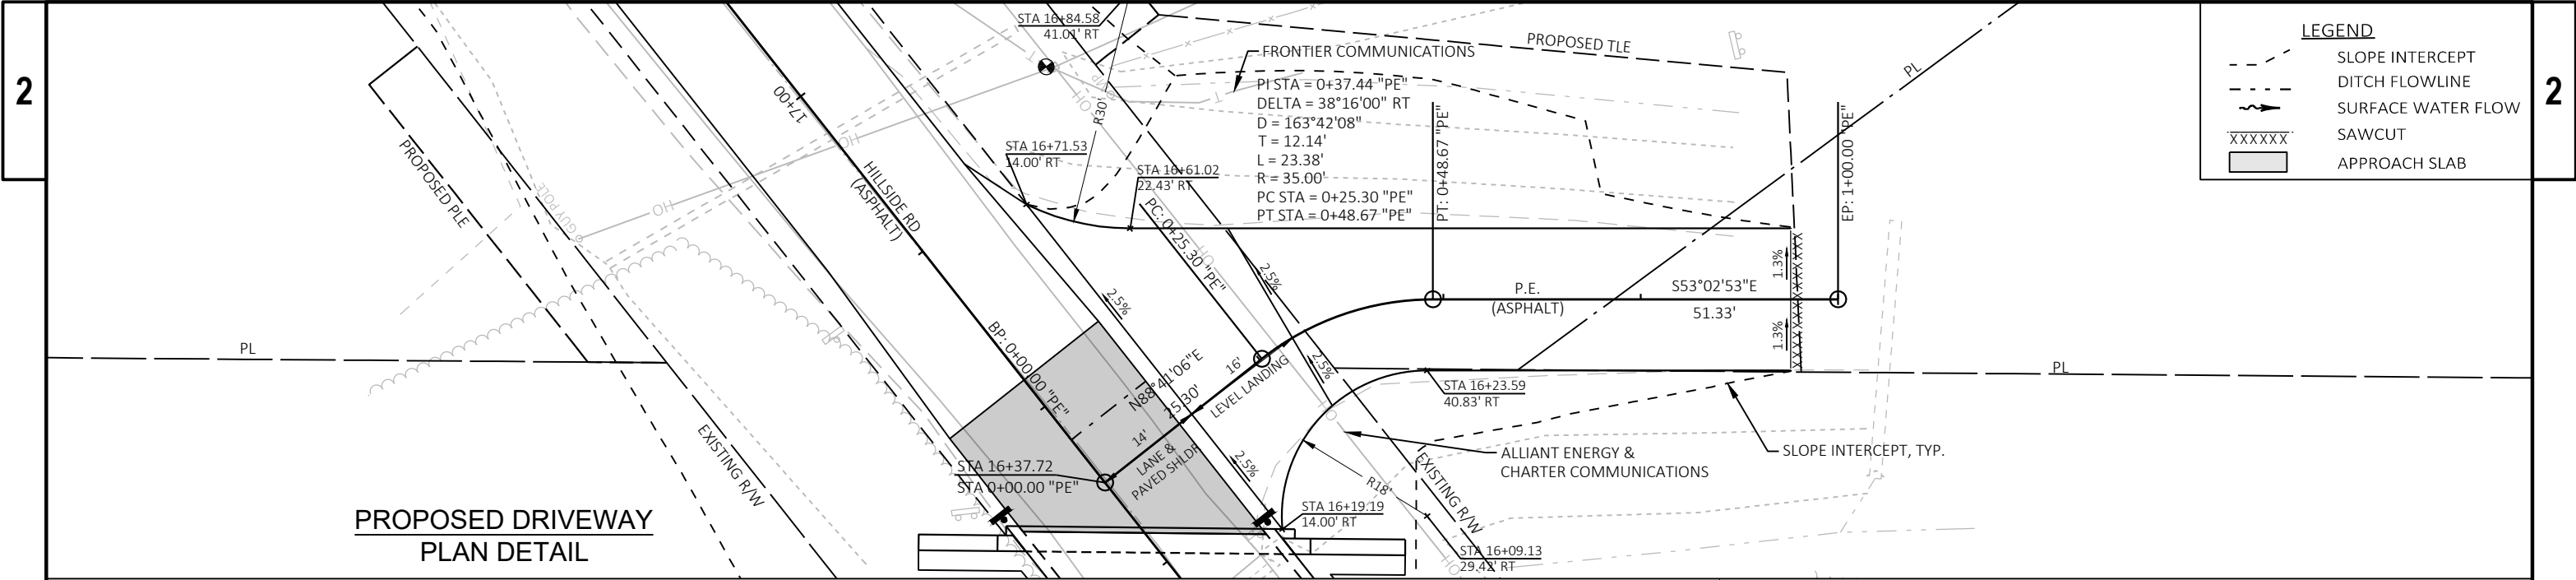 2
STA 16+84.58
41.01' RT
FRONTIER COMMUNICATIONS
PROPOSED TLE
PL
LEGEND
SLOPE INTERCEPT
DITCH FLOWLINE
SURFACE WATER FLOW
SAWCUT
XXXXXX
APPROACH SLAB
2
PI STA = 0+37.44 "PE"
DELTA = 38°16'00" RT
D = 163°42'08"
T = 12.14'
L = 23.38'
R = 35.00'
PC STA = 0+25.30 "PE"
PT STA = 0+48.67 "PE"
17+00
R30'
OH
OH
OH
OH
GUY POLE
PROPOSED PLE
HILLSIDE RD
(ASPHALT)
STA 16+71.53
14.00' RT
STA 16+61.02
22.43' RT
PC: 0+25.30 "PE"
PT: 0+48.67 "PE"
EP: 1+00.00 "PE"
2.5%
2.5%
2.5%
2.5%
1.3%
1.3%
P.E.
(ASPHALT)
S53°02'53"E
51.33'
PL
PL
BP: 0+00.00 "PE"
N88°41'06"E
25.30'
16'
LEVEL LANDING
14'
LANE &
PAVED SHLDR
STA 16+37.72
STA 0+00.00 "PE"
STA 16+23.59
40.83' RT
ALLIANT ENERGY &
CHARTER COMMUNICATIONS
SLOPE INTERCEPT, TYP.
EXISTING R/W
EXISTING R/W
R18'
STA 16+19.19
14.00' RT
STA 16+09.13
29.42' RT
OH
PROPOSED DRIVEWAY
PLAN DETAIL